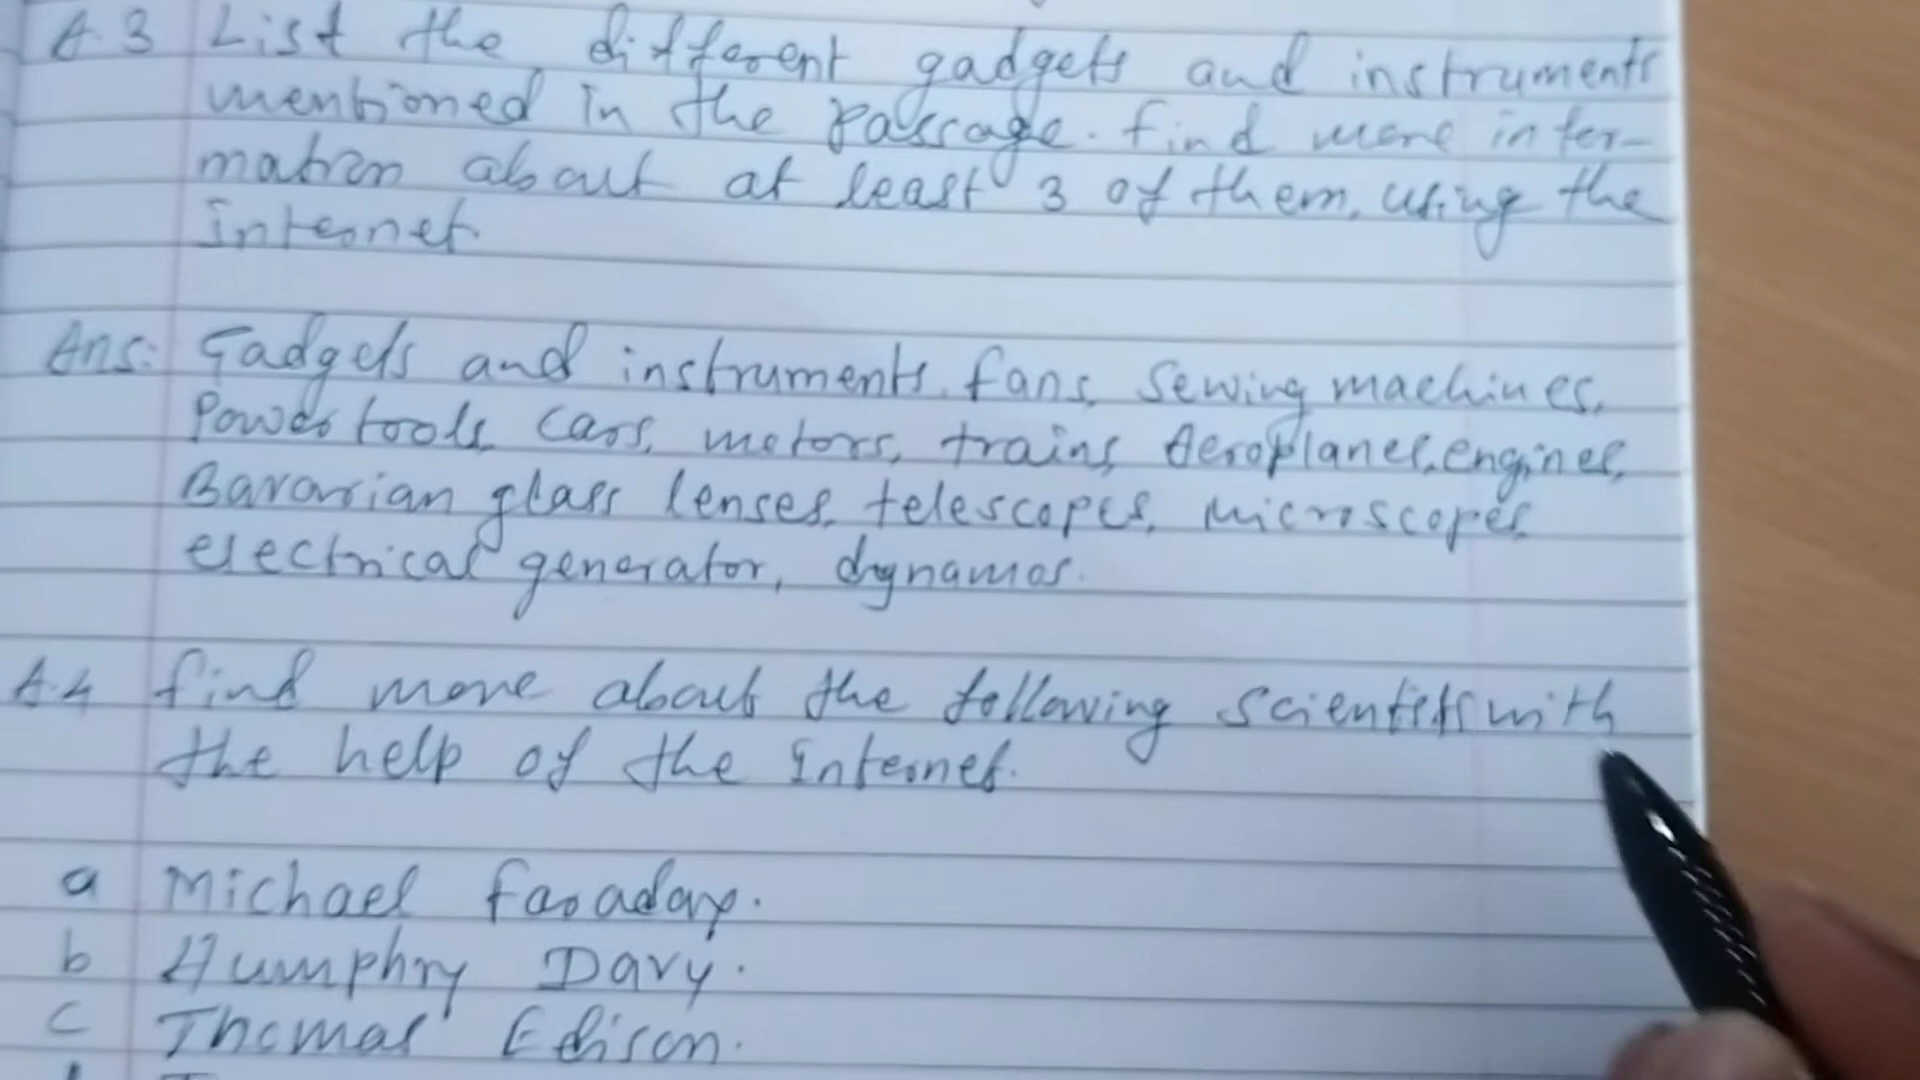 A.3 List the different gadgets and instruments
mentioned in the passage. find more infor-
mation about at least 3 of them, using the
internet.
Ans: Gadgets and instruments, fans, sewing machines,
Power tools, cars, motors, trains, Aeroplanes, engines,
Bavarian glass lenses, telescopes, microscopes,
electrical generator, dynamos.
A.4 find more about the following scientists with
the help of the Internet.
a Michael faraday.
b Humphry Davy.
c Thomas Edison.